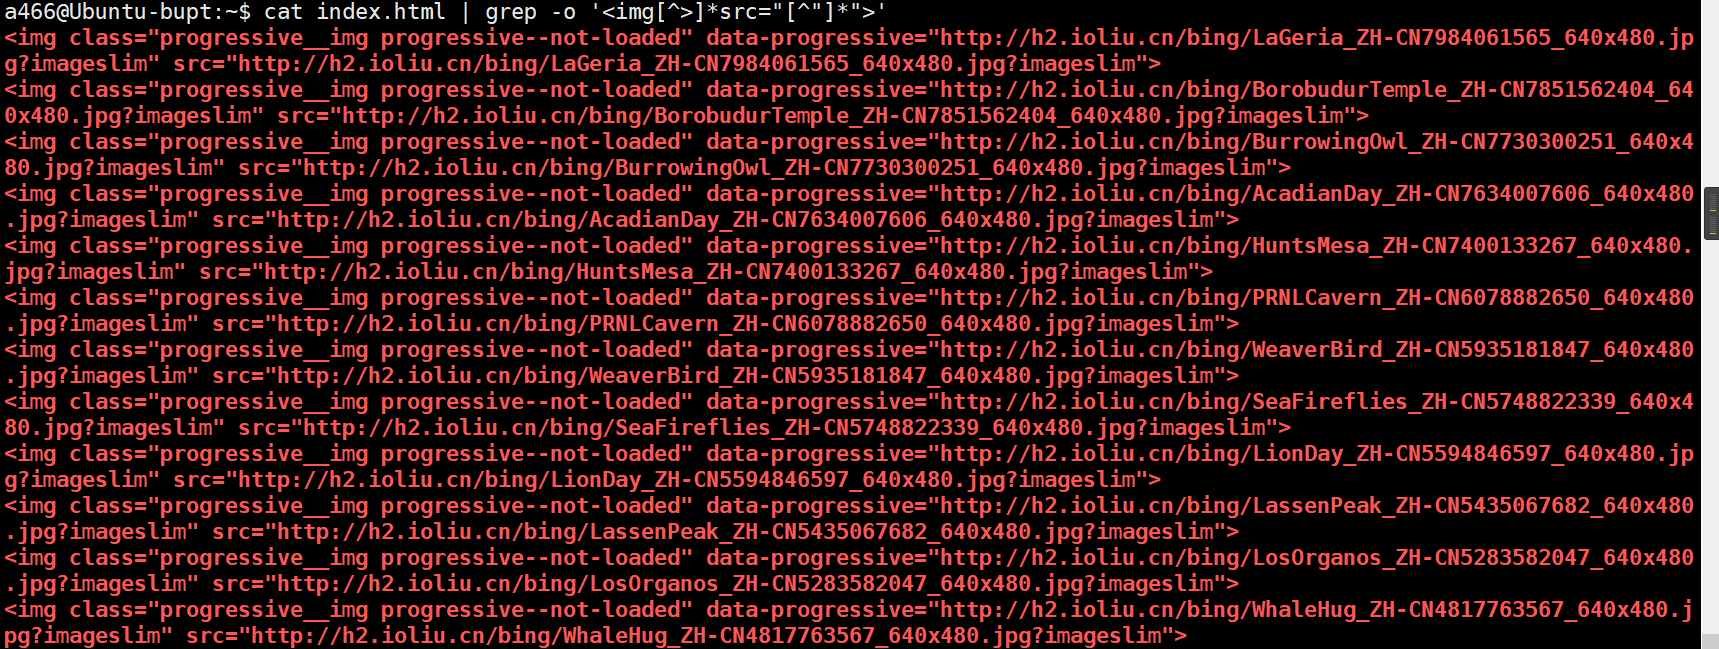 a466@Ubuntu-bupt:~$ cat index.html | grep -o '<img[^>]*src="[^"]*">'
<img class="progressive__img progressive--not-loaded" data-progressive="http://h2.ioliu.cn/bing/LaGeria_ZH-CN7984061565_640x480.jp
g?imageslim" src="http://h2.ioliu.cn/bing/LaGeria_ZH-CN7984061565_640x480.jpg?imageslim">
<img class="progressive__img progressive--not-loaded" data-progressive="http://h2.ioliu.cn/bing/BorobudurTemple_ZH-CN7851562404_64
0x480.jpg?imageslim" src="http://h2.ioliu.cn/bing/BorobudurTemple_ZH-CN7851562404_640x480.jpg?imageslim">
<img class="progressive__img progressive--not-loaded" data-progressive="http://h2.ioliu.cn/bing/BurrowingOwl_ZH-CN7730300251_640x4
80.jpg?imageslim" src="http://h2.ioliu.cn/bing/BurrowingOwl_ZH-CN7730300251_640x480.jpg?imageslim">
<img class="progressive__img progressive--not-loaded" data-progressive="http://h2.ioliu.cn/bing/AcadianDay_ZH-CN7634007606_640x480
.jpg?imageslim" src="http://h2.ioliu.cn/bing/AcadianDay_ZH-CN7634007606_640x480.jpg?imageslim">
<img class="progressive__img progressive--not-loaded" data-progressive="http://h2.ioliu.cn/bing/HuntsMesa_ZH-CN7400133267_640x480.
jpg?imageslim" src="http://h2.ioliu.cn/bing/HuntsMesa_ZH-CN7400133267_640x480.jpg?imageslim">
<img class="progressive__img progressive--not-loaded" data-progressive="http://h2.ioliu.cn/bing/PRNLCavern_ZH-CN6078882650_640x480
.jpg?imageslim" src="http://h2.ioliu.cn/bing/PRNLCavern_ZH-CN6078882650_640x480.jpg?imageslim">
<img class="progressive__img progressive--not-loaded" data-progressive="http://h2.ioliu.cn/bing/WeaverBird_ZH-CN5935181847_640x480
.jpg?imageslim" src="http://h2.ioliu.cn/bing/WeaverBird_ZH-CN5935181847_640x480.jpg?imageslim">
<img class="progressive__img progressive--not-loaded" data-progressive="http://h2.ioliu.cn/bing/SeaFireflies_ZH-CN5748822339_640x4
80.jpg?imageslim" src="http://h2.ioliu.cn/bing/SeaFireflies_ZH-CN5748822339_640x480.jpg?imageslim">
<img class="progressive__img progressive--not-loaded" data-progressive="http://h2.ioliu.cn/bing/LionDay_ZH-CN5594846597_640x480.jp
g?imageslim" src="http://h2.ioliu.cn/bing/LionDay_ZH-CN5594846597_640x480.jpg?imageslim">
<img class="progressive__img progressive--not-loaded" data-progressive="http://h2.ioliu.cn/bing/LassenPeak_ZH-CN5435067682_640x480
.jpg?imageslim" src="http://h2.ioliu.cn/bing/LassenPeak_ZH-CN5435067682_640x480.jpg?imageslim">
<img class="progressive__img progressive--not-loaded" data-progressive="http://h2.ioliu.cn/bing/LosOrganos_ZH-CN5283582047_640x480
.jpg?imageslim" src="http://h2.ioliu.cn/bing/LosOrganos_ZH-CN5283582047_640x480.jpg?imageslim">
<img class="progressive__img progressive--not-loaded" data-progressive="http://h2.ioliu.cn/bing/WhaleHug_ZH-CN4817763567_640x480.j
pg?imageslim" src="http://h2.ioliu.cn/bing/WhaleHug_ZH-CN4817763567_640x480.jpg?imageslim">